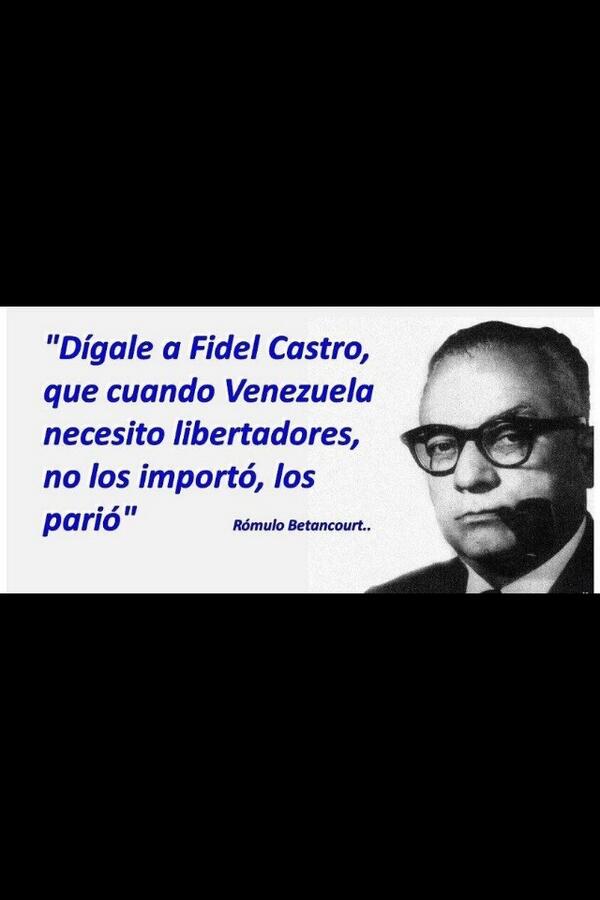 "Dígale a Fidel Castro,
que cuando Venezuela
necesito libertadores,
no los importó, los
parió"
Rómulo Betancourt..